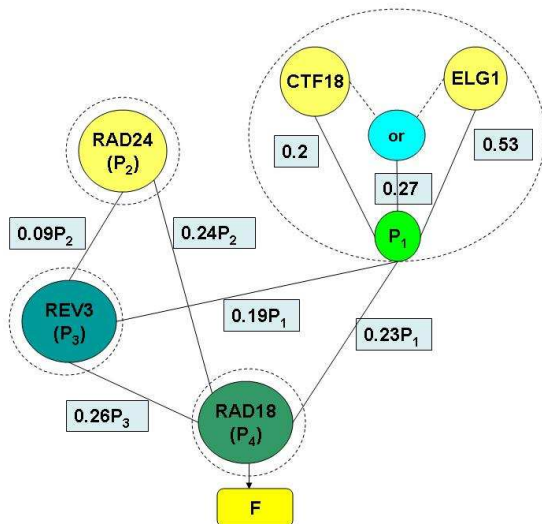 CTF18
ELG1
or
RAD24
(P₂)
0.2
0.53
0.27
P₁
0.09P₂
0.24P₂
REV3
(P₃)
0.19P₁
0.23P₁
0.26P₃
RAD18
(P₄)
F